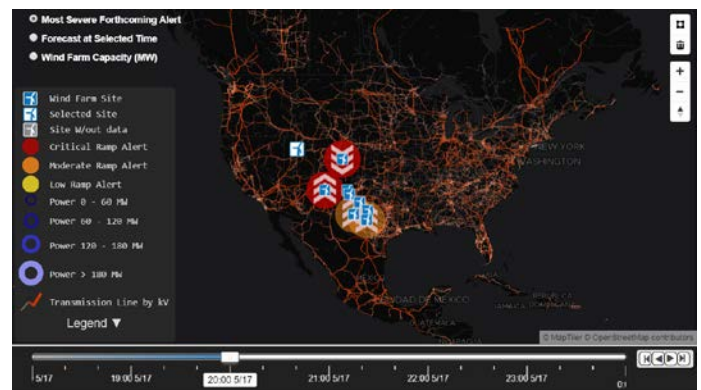 Most Severe Forthcoming Alert
Forecast at Selected Time
Wind Farm Capacity (MW)
Wind Farm Site
Selected Site
Site W/out data
Critical Ramp Alert
Moderate Ramp Alert
Low Ramp Alert
Power 0 - 60 MW
Power 60 - 120 MW
Power 120 - 180 MW
Power > 180 MW
Transmission Line by kV
Legend ▼
NEW YORK
WASHINGTON
DAD DE MÉXICO
© MapTiler © OpenStreetMap contributors
5/17
19:00 5/17
20:00 5/17
21:00 5/17
22:00 5/17
23:00 5/17